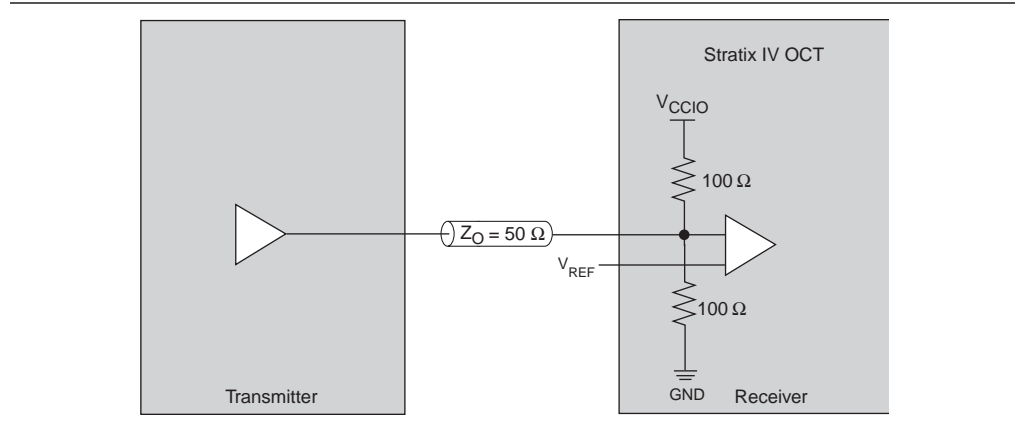 Stratix IV OCT
VCCIO
100 Ω
ZO = 50 Ω
VREF
100 Ω
GND
Transmitter
Receiver